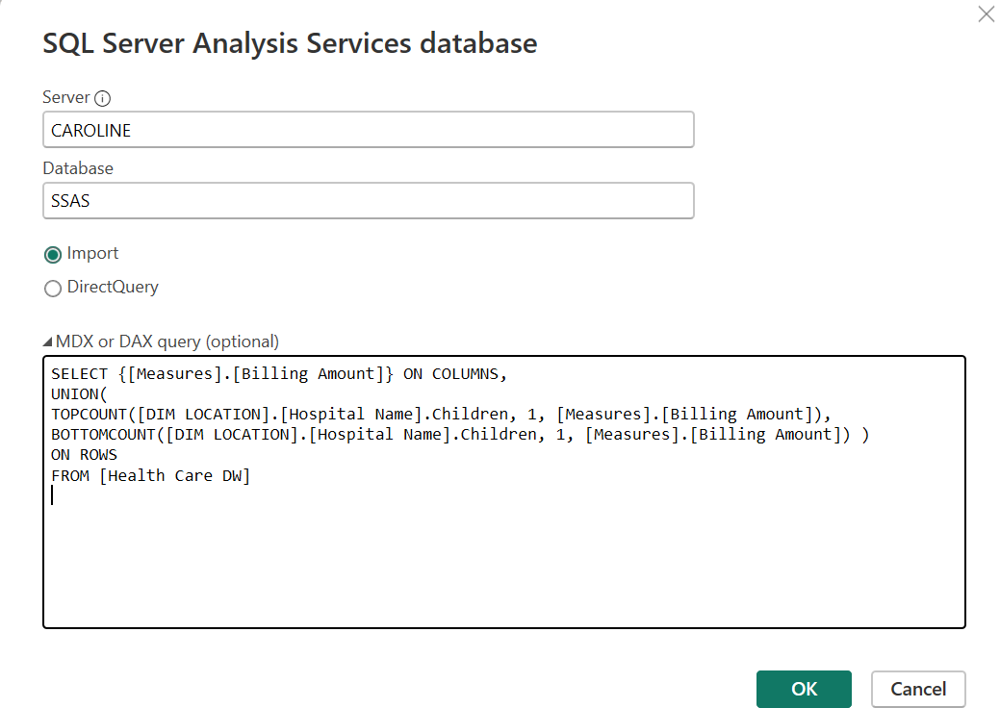 SQL Server Analysis Services database
Server
CAROLINE
Database
SSAS
Import
DirectQuery
MDX or DAX query (optional)
SELECT {[Measures].[Billing Amount]} ON COLUMNS,
UNION(
TOPCOUNT([DIM LOCATION].[Hospital Name].Children, 1, [Measures].[Billing Amount]),
BOTTOMCOUNT([DIM LOCATION].[Hospital Name].Children, 1, [Measures].[Billing Amount]) )
ON ROWS
FROM [Health Care DW]
OK
Cancel